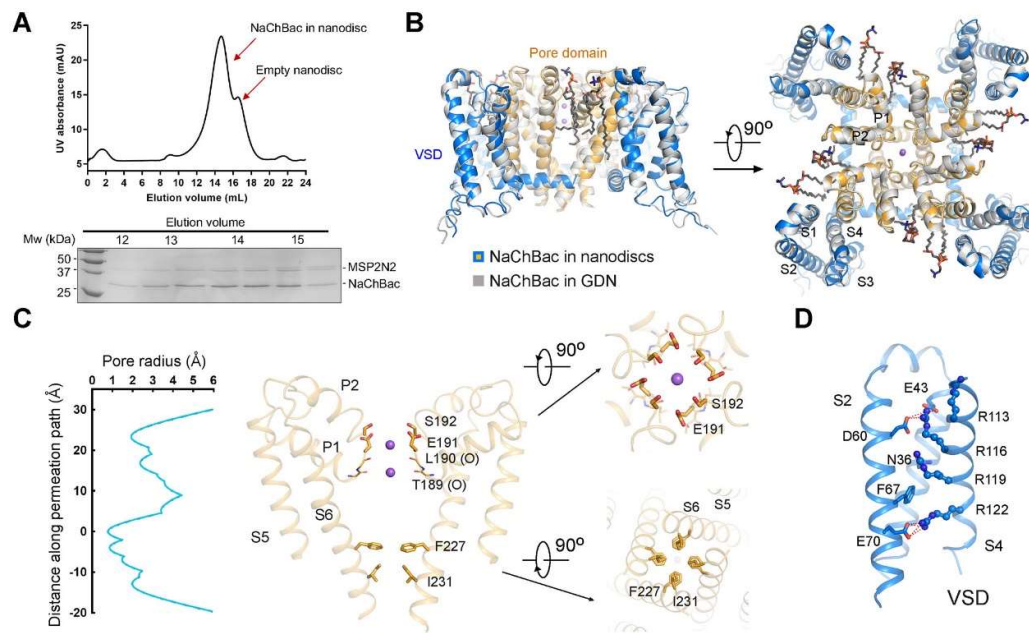 A
UV absorbance (mAU)
25
20
15
10
5
NaChBac in nanodisc
Empty nanodisc
0 2 4 6 8 10 12 14 16 18 20 22 24
Elution volume (mL)
Elution volume
Mw (kDa) 12 13 14 15
50
37
25
MSP2N2
NaChBac
B
Pore domain
VSD
90º
P1
P2
S1 S4
S2
S3
NaChBac in nanodiscs
NaChBac in GDN
C
Pore radius (Å)
0 1 2 3 4 5 6
Distance along permeation path (Å)
30
20
10
0
-10
-20
P2
P1
S6
S5
S192
E191
L190 (O)
T189 (O)
F227
I231
90º
S192
E191
90º
S6 S5
F227
I231
D
S2
E43
D60
N36
F67
E70
R113
R116
R119
R122
S4
VSD